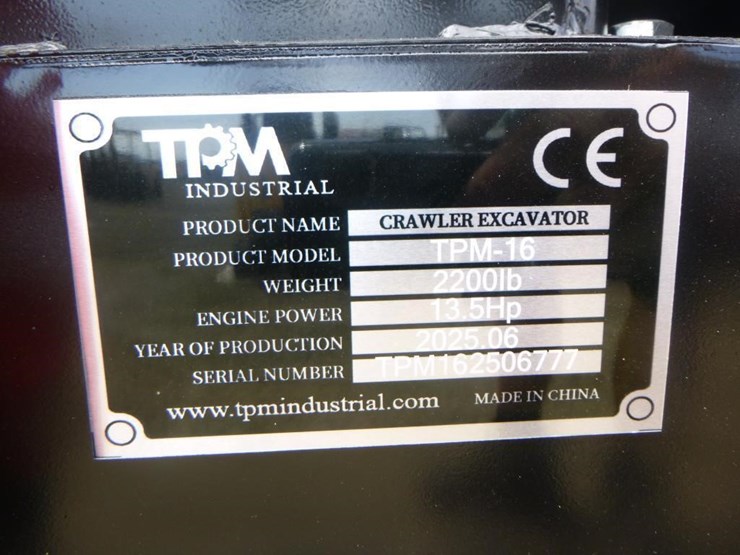 TPM
INDUSTRIAL
CE
PRODUCT NAME CRAWLER EXCAVATOR
PRODUCT MODEL TPM-16
WEIGHT 2200lb
ENGINE POWER 13.5Hp
YEAR OF PRODUCTION 2025.06
SERIAL NUMBER TPM162506777
www.tpmindustrial.com MADE IN CHINA